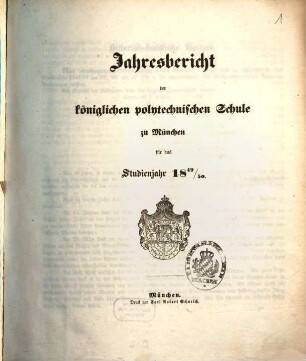 1
Jahresbericht
der
königlichen polytechnischen Schule
zu München
für das
Studienjahr 18⁴⁹/₅₀.
München.
Druck von Carl Robert Schurich.